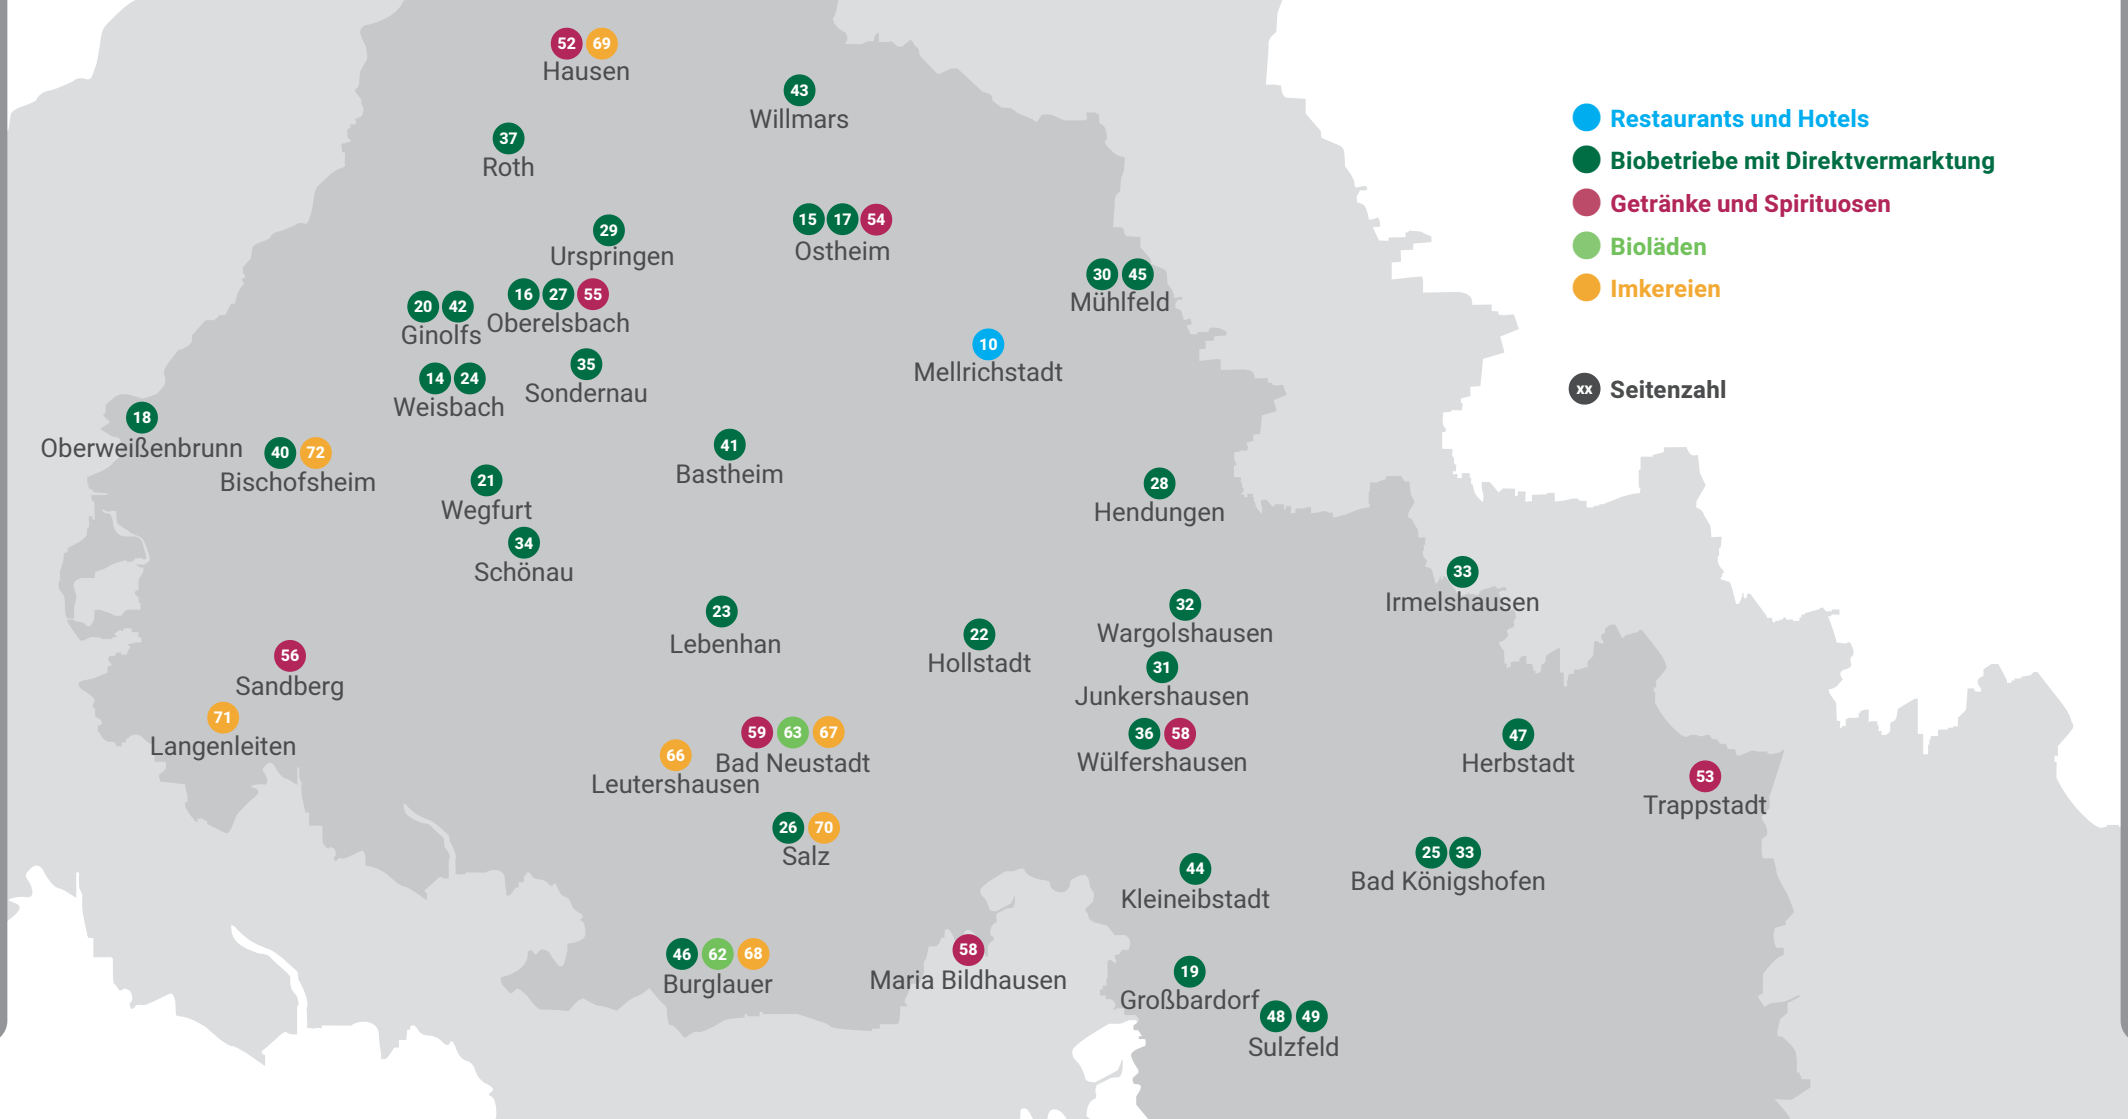 52 69
Hausen
43
Willmars
Restaurants und Hotels
37
Roth
Biobetriebe mit Direktvermarktung
Getränke und Spirituosen
15 17 54
Ostheim
29
Urspringen
Bioläden
30 45
Mühlfeld
Imkereien
16 27 55
Oberelsbach
20 42
Ginolfs
10
Mellrichstadt
35
Sondernau
14 24
Weisbach
xx Seitenzahl
18
Oberweißenbrunn
40 72
Bischofsheim
41
Bastheim
21
Wegfurt
28
Hendungen
34
Schönau
33
Irmelshausen
32
Wargolshausen
23
Lebenhan
22
Hollstadt
56
Sandberg
31
Junkershausen
71
Langenleiten
59 63 67
Bad Neustadt
66
Leutershausen
36 58
Wülfershausen
47
Herbstadt
53
Trappstadt
26 70
Salz
25 33
Bad Königshofen
44
Kleineibstadt
46 62 68
Burglauer
58
Maria Bildhausen
19
Großbardorf
48 49
Sulzfeld